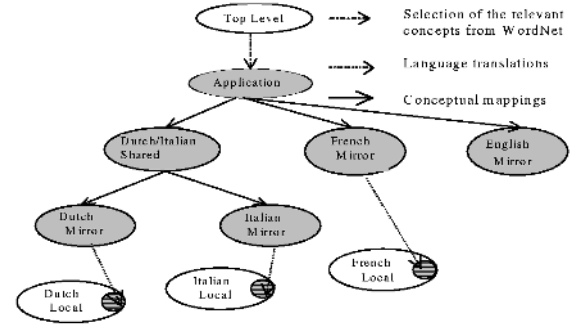 Top Level
Selection of the relevant
concepts from WordNet
Language translations
Application
Conceptual mappings
Dutch/Italian
Shared
French
Mirror
English
Mirror
Dutch
Mirror
Italian
Mirror
French
Local
Italian
Local
Dutch
Local